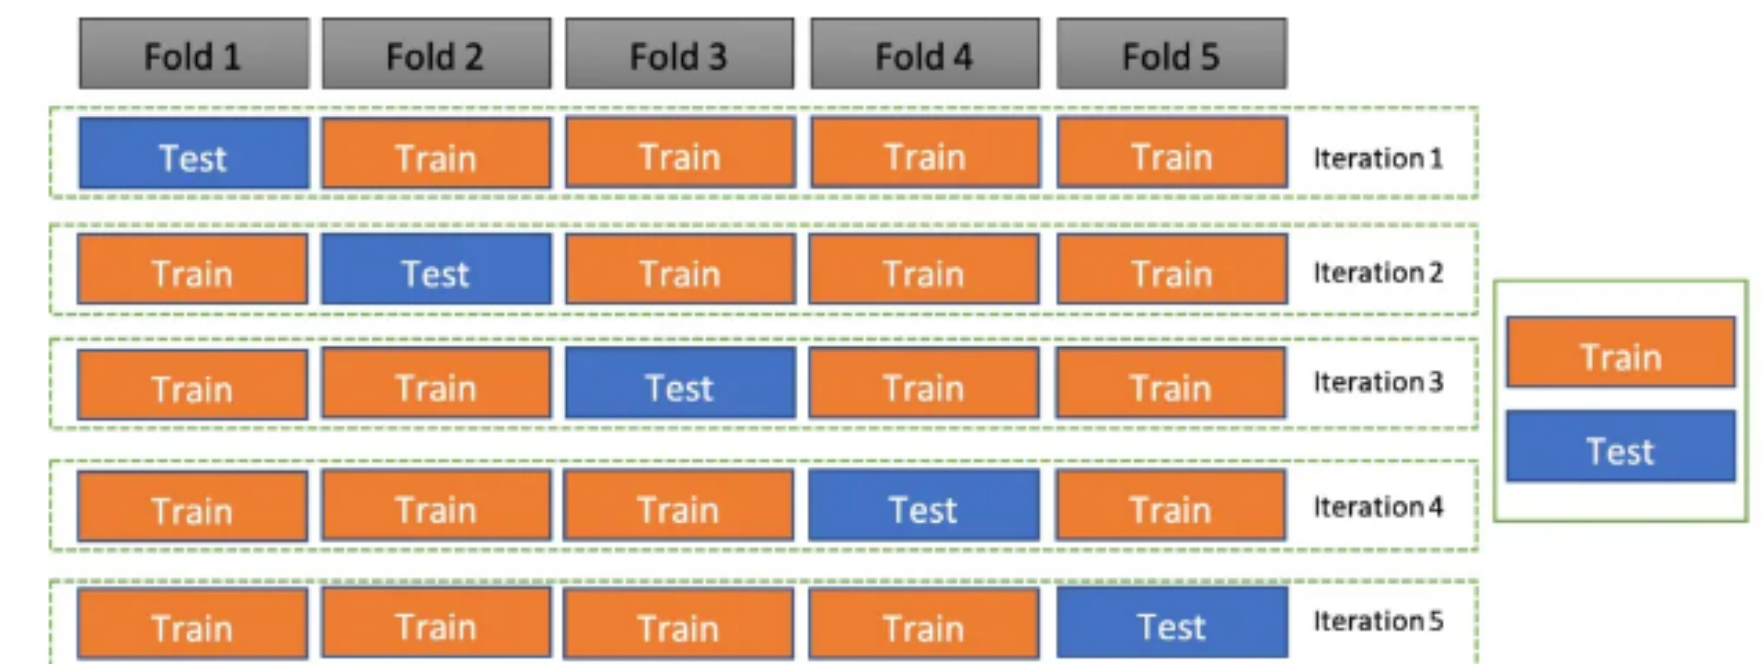 Fold 1 Fold 2 Fold 3 Fold 4 Fold 5
Test Train Train Train Train Iteration 1
Train Test Train Train Train Iteration 2
Train Train Test Train Train Iteration 3
Train Train Train Test Train Iteration 4
Train Train Train Train Test Iteration 5
Train
Test